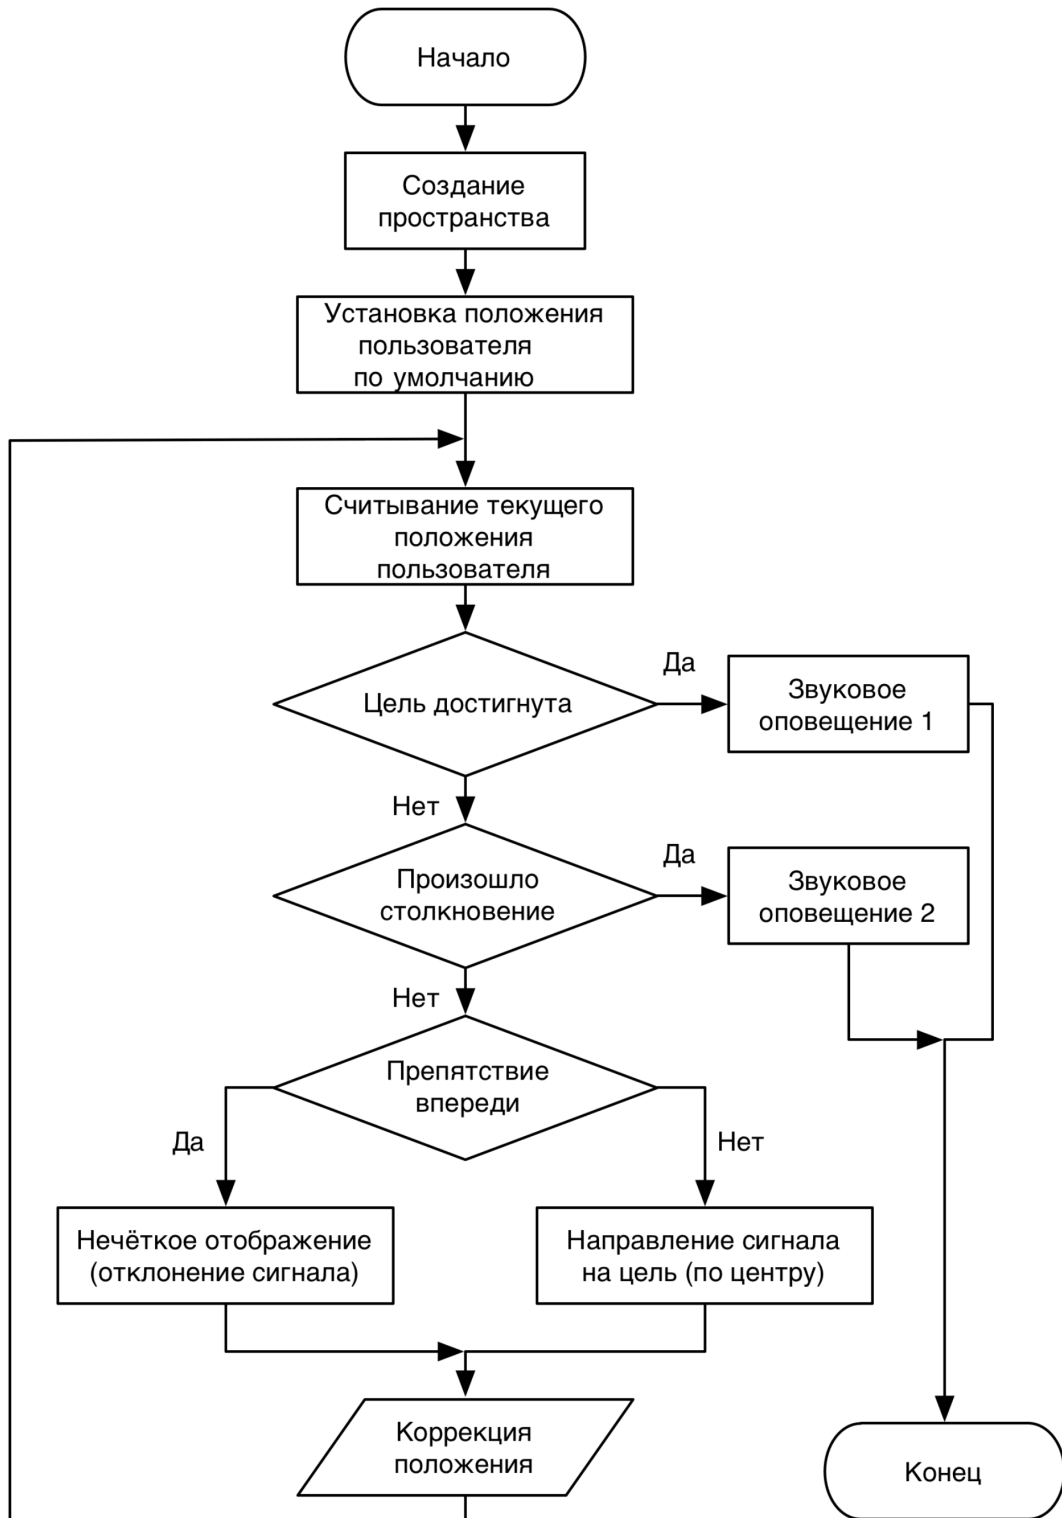 Начало
Создание
пространства
Установка положения
пользователя
по умолчанию
Считывание текущего
положения
пользователя
Цель достигнута
Да
Звуковое
оповещение 1
Нет
Произошло
столкновение
Да
Звуковое
оповещение 2
Нет
Препятствие
впереди
Да
Нет
Нечёткое отображение
(отклонение сигнала)
Направление сигнала
на цель (по центру)
Коррекция
положения
Конец